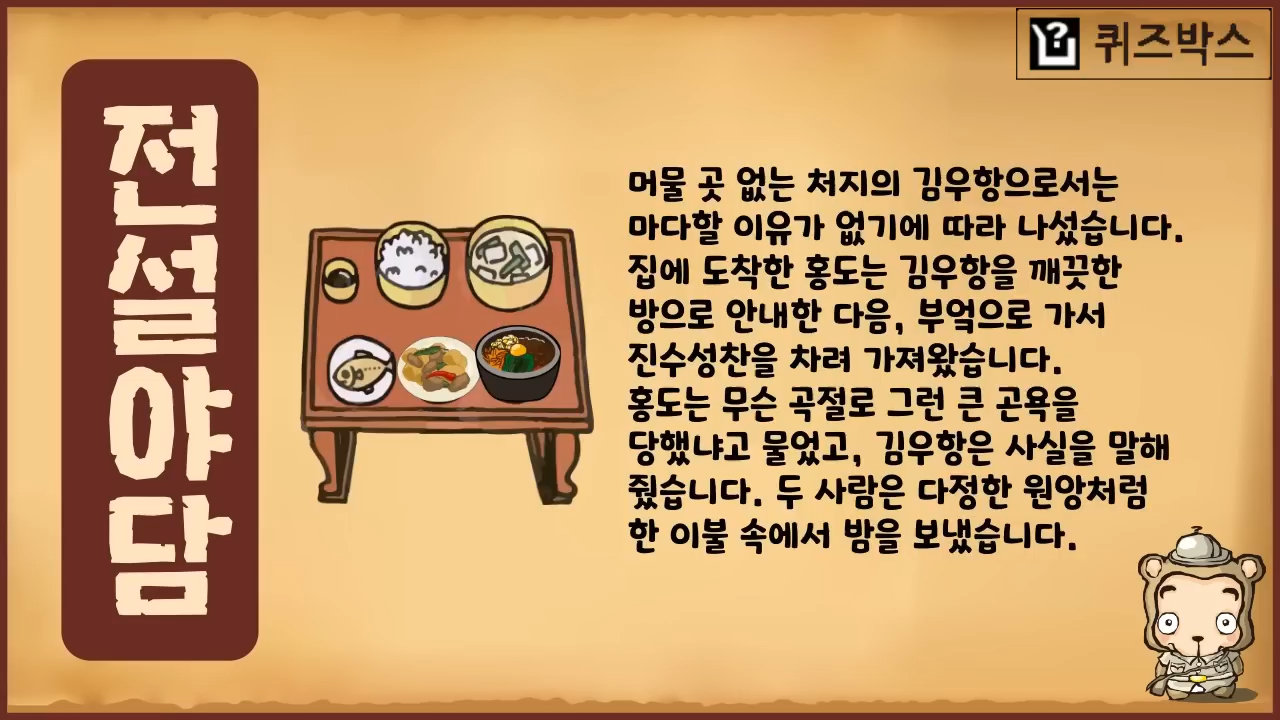 퀴즈박스
전설야담
머물 곳 없는 처지의 김우항으로서는
마다할 이유가 없기에 따라 나섰습니다.
집에 도착한 홍도는 김우항을 깨끗한
방으로 안내한 다음, 부엌으로 가서
진수성찬을 차려 가져왔습니다.
홍도는 무슨 곡절로 그런 큰 곤욕을
당했냐고 물었고, 김우항은 사실을 말해
줬습니다. 두 사람은 다정한 원앙처럼
한 이불 속에서 밤을 보냈습니다.